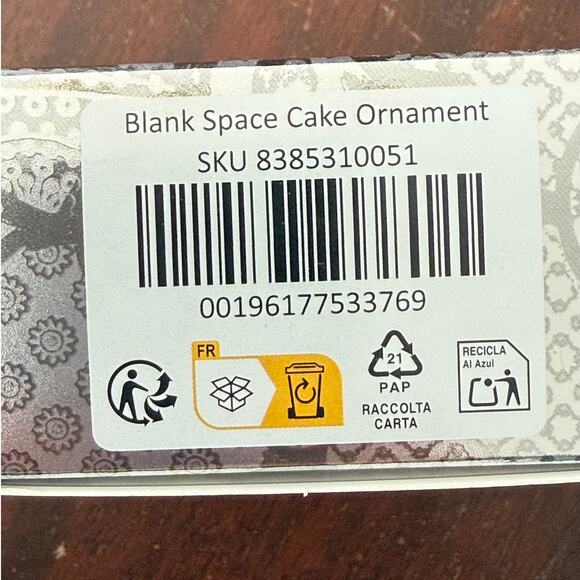 Blank Space Cake Ornament
SKU 8385310051
00196177533769
FR
21
PAP
RACCOLTA
CARTA
RECICLA
Al Azul